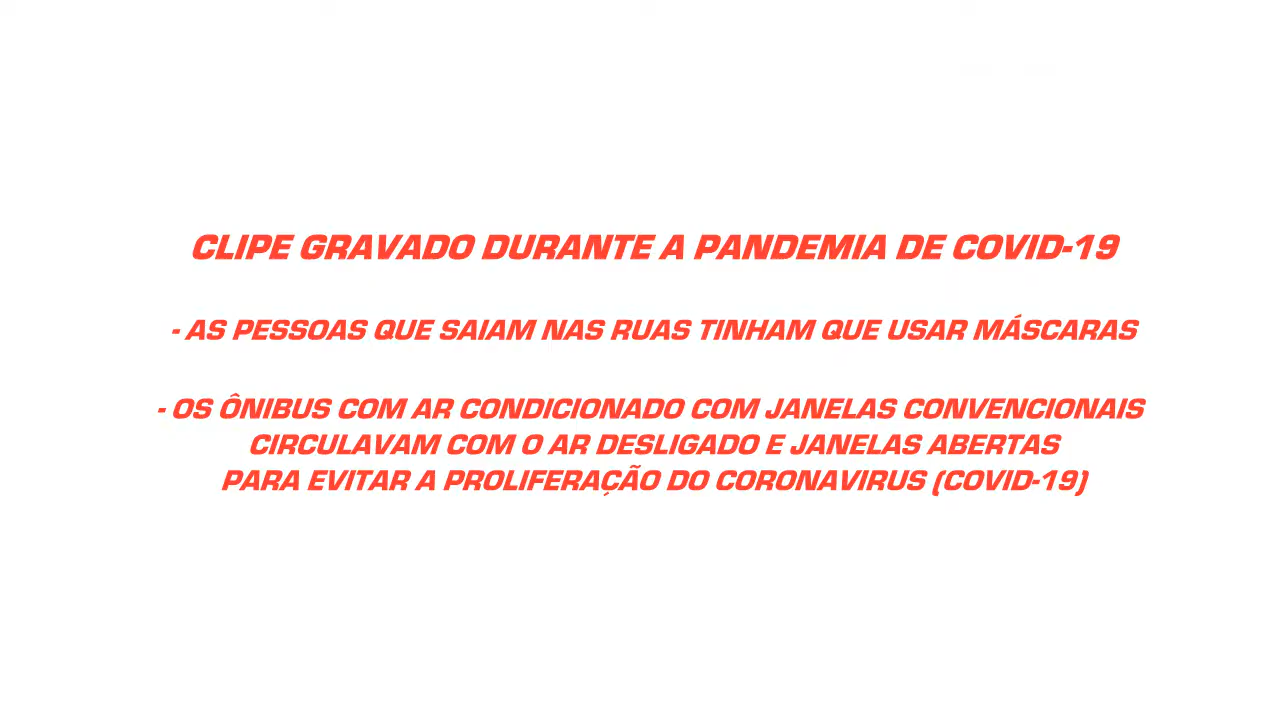 CLIPE GRAVADO DURANTE A PANDEMIA DE COVID-19
- AS PESSOAS QUE SAIAM NAS RUAS TINHAM QUE USAR MÁSCARAS
- OS ÔNIBUS COM AR CONDICIONADO COM JANELAS CONVENCIONAIS
CIRCULAVAM COM O AR DESLIGADO E JANELAS ABERTAS
PARA EVITAR A PROLIFERAÇÃO DO CORONAVIRUS (COVID-19)